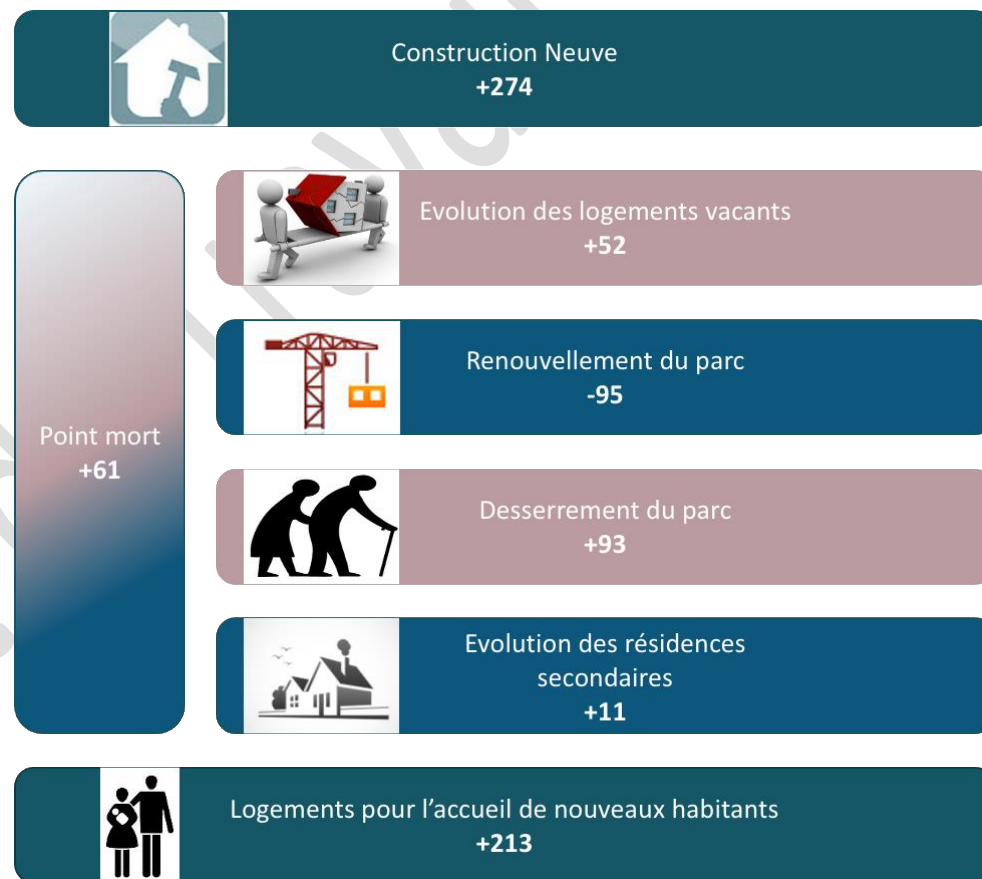 Construction Neuve
+274
Evolution des logements vacants
+52
Renouvellement du parc
-95
Point mort
+61
Desserrement du parc
+93
Evolution des résidences
secondaires
+11
Logements pour l’accueil de nouveaux habitants
+213